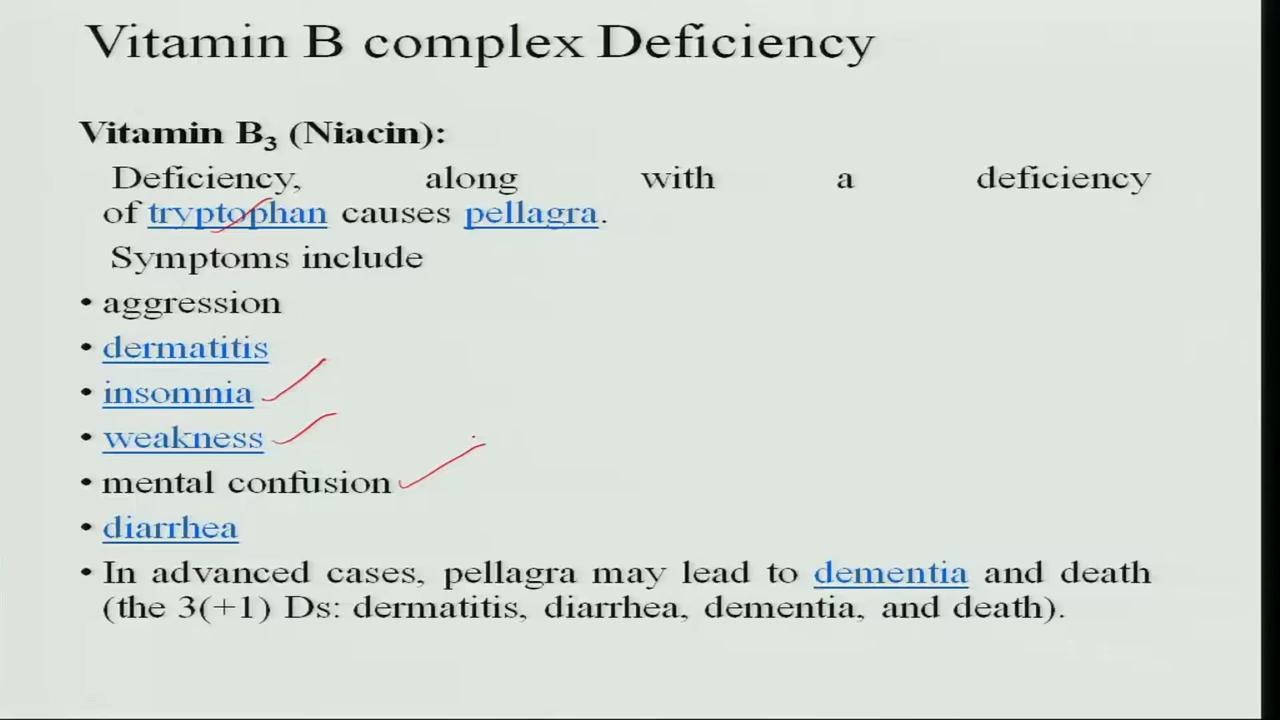 Vitamin B complex Deficiency
Vitamin B₃ (Niacin):
Deficiency, along with a deficiency
of tryptophan causes pellagra.
Symptoms include
• aggression
• dermatitis
• insomnia
• weakness
• mental confusion
• diarrhea
• In advanced cases, pellagra may lead to dementia and death
(the 3(+1) Ds: dermatitis, diarrhea, dementia, and death).